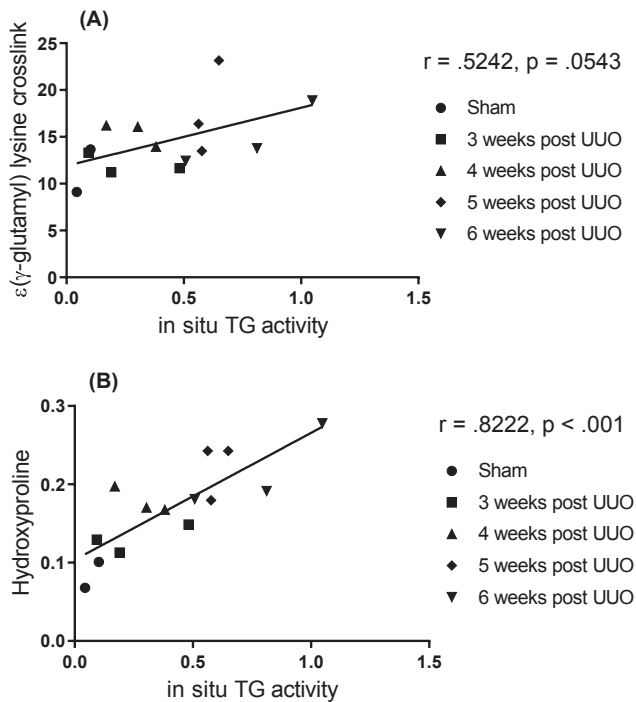 (A)
r = .5242, p = .0543
ε(γ-glutamyl) lysine crosslink
25
20
15
10
5
0
0.0 0.5 1.0 1.5
in situ TG activity
Sham
3 weeks post UUO
4 weeks post UUO
5 weeks post UUO
6 weeks post UUO
(B)
r = .8222, p < .001
Hydroxyproline
0.3
0.2
0.1
0.0
0.0 0.5 1.0 1.5
in situ TG activity
Sham
3 weeks post UUO
4 weeks post UUO
5 weeks post UUO
6 weeks post UUO